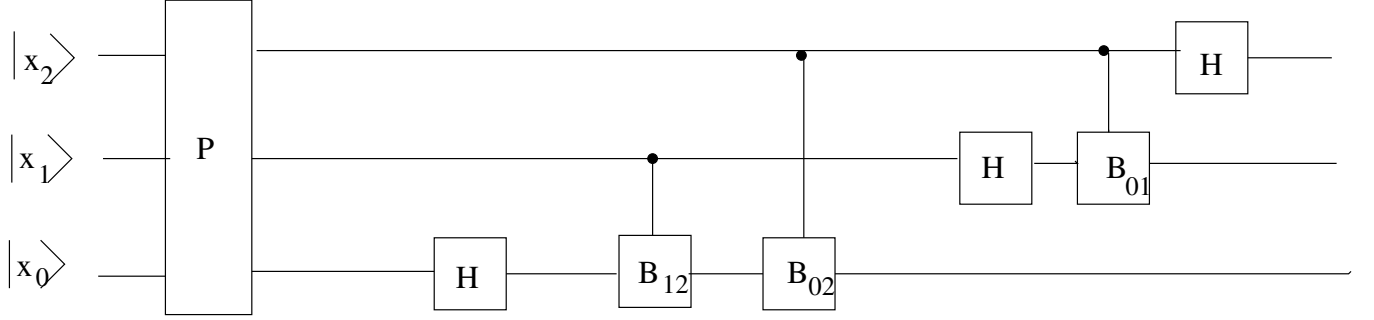 |x₂⟩ H
|x₁⟩ P H B₀₁
|x₀⟩ H B₁₂ B₀₂